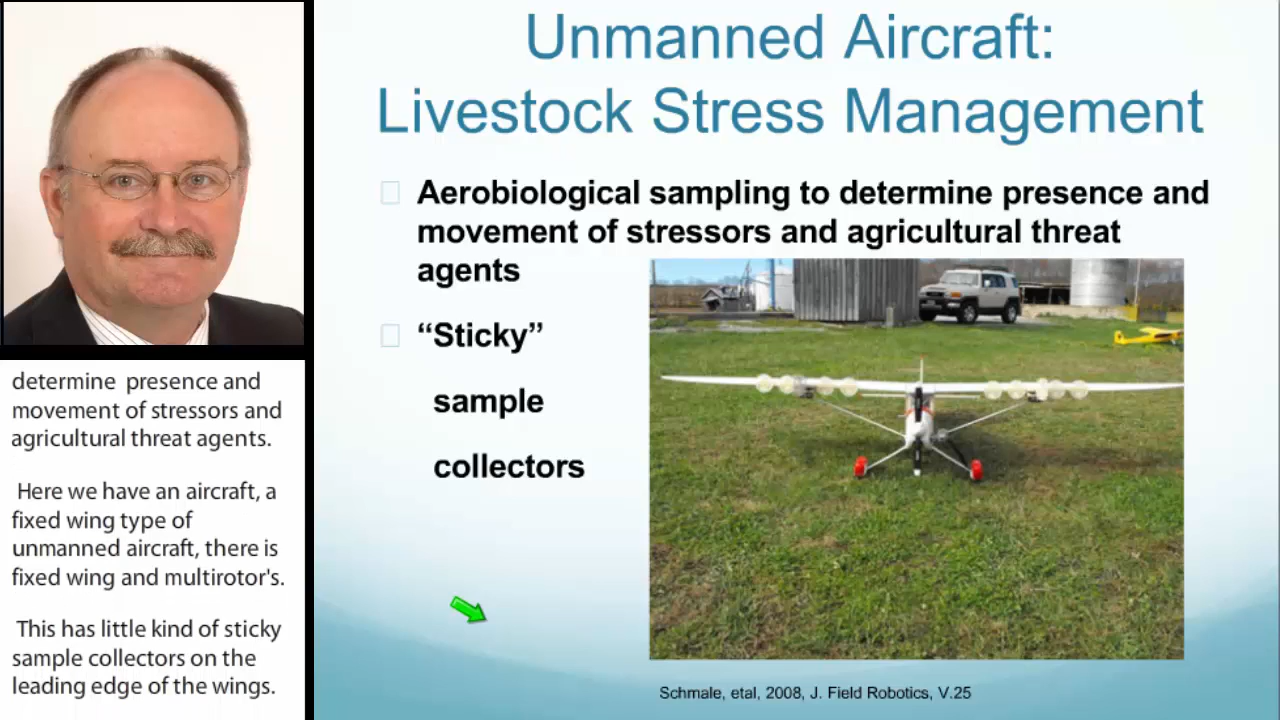 Unmanned Aircraft:
Livestock Stress Management
Aerobiological sampling to determine presence and
movement of stressors and agricultural threat
agents
“Sticky”
sample
collectors
Schmale, etal, 2008, J. Field Robotics, V.25
determine  presence and
movement of stressors and
agricultural threat agents.
Here we have an aircraft, a
fixed wing type of
unmanned aircraft, there is
fixed wing and multirotor's.
This has little kind of sticky
sample collectors on the
leading edge of the wings.